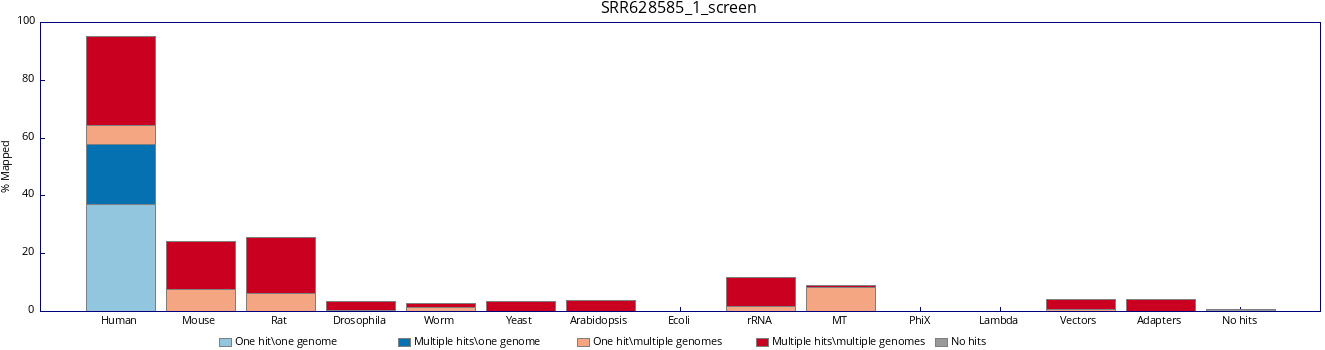 SRR628585_1_screen
100
80
60
40
20
0
% Mapped
Human Mouse Rat Drosophila Worm Yeast Arabidopsis Ecoli rRNA MT PhiX Lambda Vectors Adapters No hits
One hit\one genome Multiple hits\one genome One hit\multiple genomes Multiple hits\multiple genomes No hits